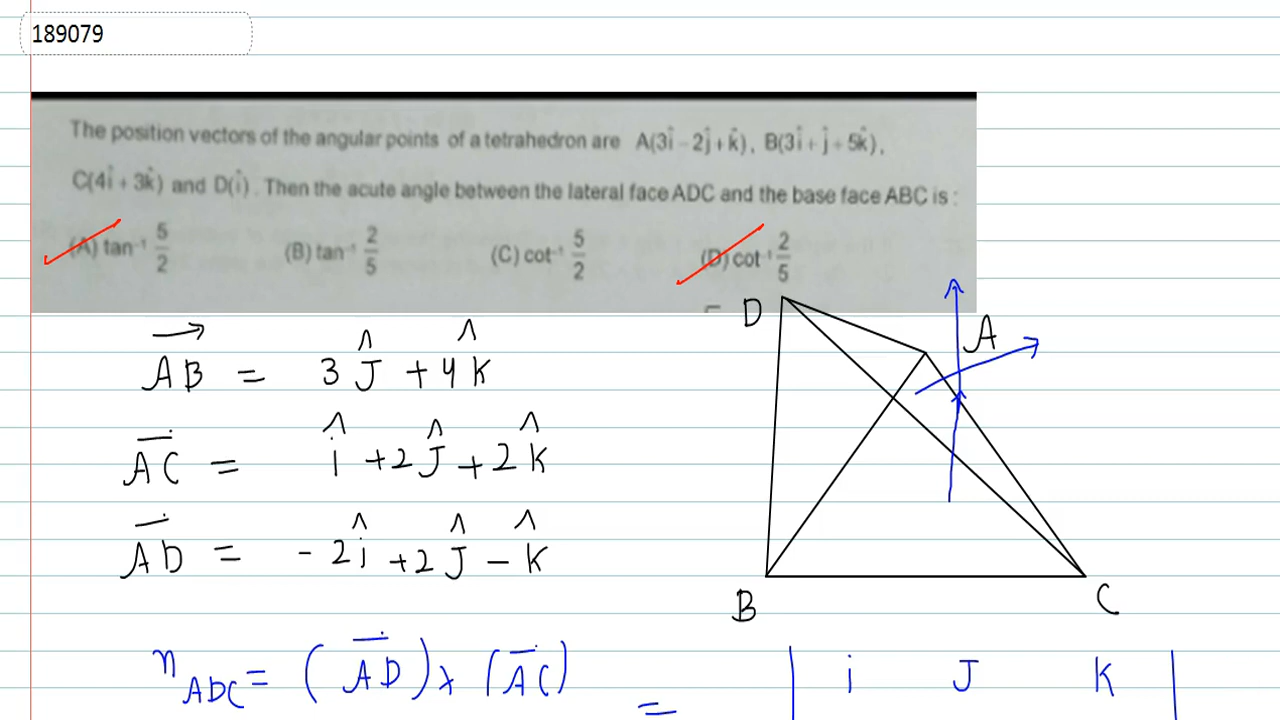 189079
The position vectors of the angular points of a tetrahedron are A(3î - 2ĵ + k̂), B(3î + ĵ + 5k̂),
C(4î + 3k̂) and D(î). Then the acute angle between the lateral face ADC and the base face ABC is :
(A) tan⁻¹ 5/2 (B) tan⁻¹ 2/5 (C) cot⁻¹ 5/2 (D) cot⁻¹ 2/5
D
A
AB = 3ĵ + 4k̂
AC = î + 2ĵ + 2k̂
AD = -2î + 2ĵ - k̂
B
C
n ADC = (AD) x (AC) = | i J K |